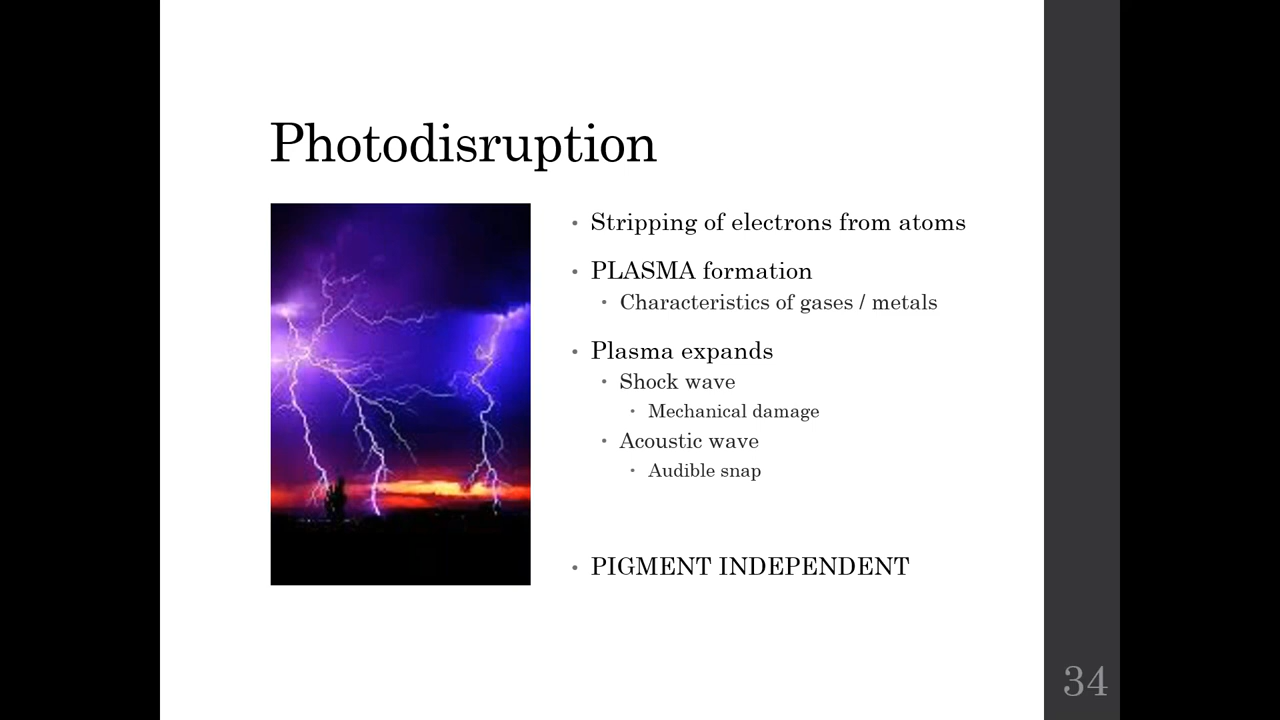 Photodisruption
• Stripping of electrons from atoms
• PLASMA formation
• Characteristics of gases / metals
• Plasma expands
• Shock wave
• Mechanical damage
• Acoustic wave
• Audible snap
• PIGMENT INDEPENDENT
34